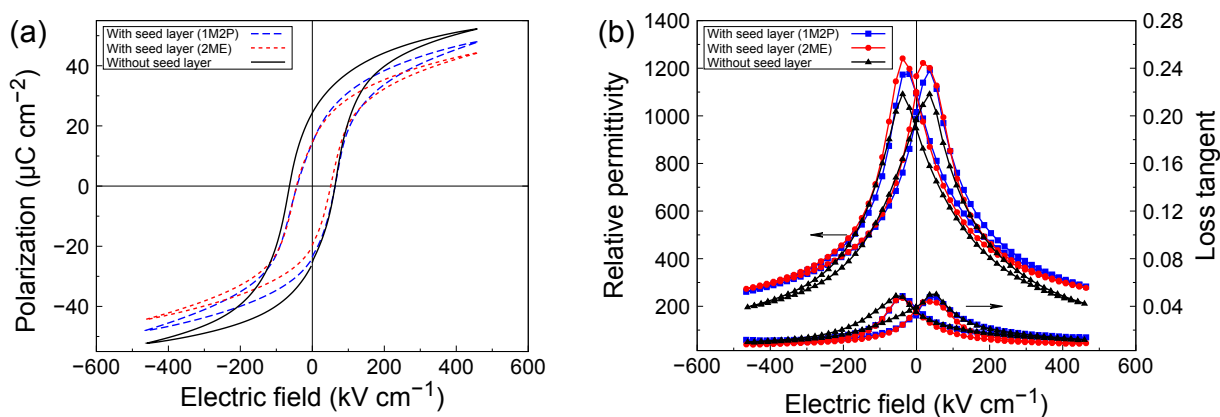 (a)
With seed layer (1M2P)
With seed layer (2ME)
Without seed layer
40
20
0
−20
−40
Polarization (µC cm⁻²)
−600 −400 −200 0 200 400 600
Electric field (kV cm⁻¹)
(b)
With seed layer (1M2P)
With seed layer (2ME)
Without seed layer
1400
1200
1000
800
600
400
200
Relative permittivity
0.28
0.24
0.20
0.16
0.12
0.08
0.04
0.00
Loss tangent
−600 −400 −200 0 200 400 600
Electric field (kV cm⁻¹)